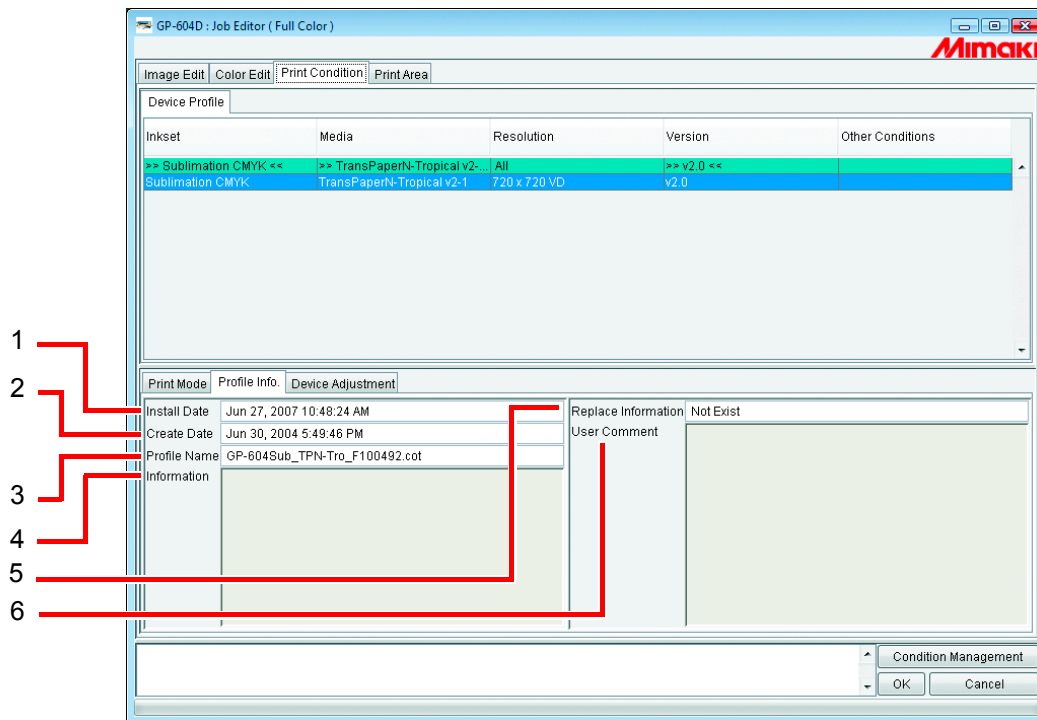 GP-604D : Job Editor ( Full Color )
Mimaki
Image Edit Color Edit Print Condition Print Area
Device Profile
Inkset Media Resolution Version Other Conditions
>> Sublimation CMYK << >> TransPaperN-Tropical v2-... All >> v2.0 <<
Sublimation CMYK TransPaperN-Tropical v2-1 720 x 720 VD v2.0
Print Mode Profile Info. Device Adjustment
1 Install Date Jun 27, 2007 10:48:24 AM Replace Information Not Exist
2 Create Date Jun 30, 2004 5:49:46 PM User Comment
3 Profile Name GP-604Sub_TPN-Tro_F100492.cot
4 Information
5
6
Condition Management
OK Cancel